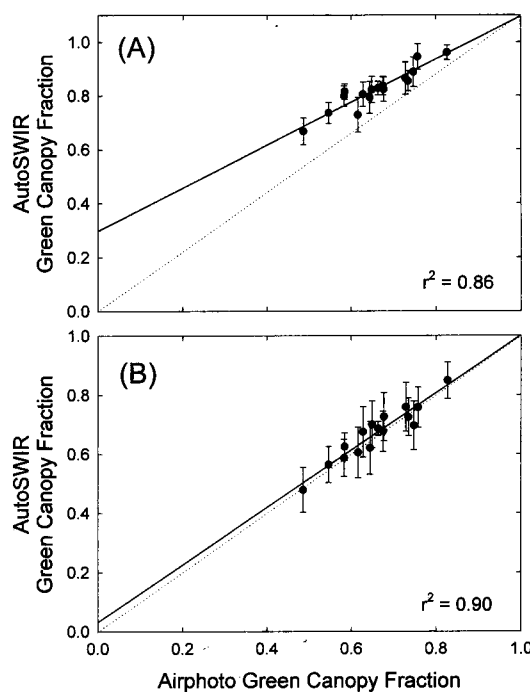 (A)
1.0
0.8
0.6
0.4
0.2
0.0
AutoSWIR
Green Canopy Fraction
r² = 0.86
(B)
1.0
0.8
0.6
0.4
0.2
0.0
AutoSWIR
Green Canopy Fraction
r² = 0.90
0.0 0.2 0.4 0.6 0.8 1.0
Airphoto Green Canopy Fraction